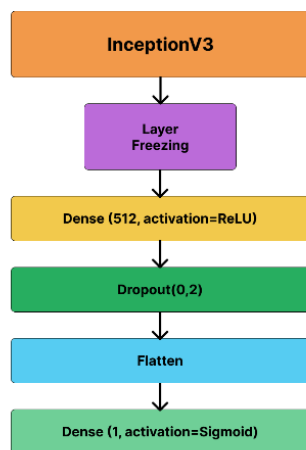 InceptionV3
Layer
Freezing
Dense (512, activation=ReLU)
Dropout(0,2)
Flatten
Dense (1, activation=Sigmoid)